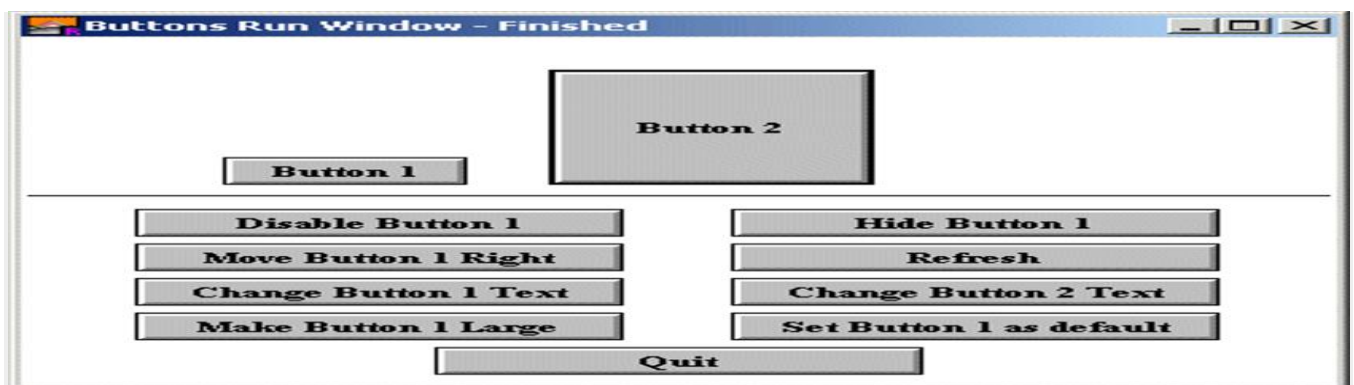 Buttons Run Window - Finished
Button 2
Button 1
Disable Button 1
Hide Button 1
Move Button 1 Right
Refresh
Change Button 1 Text
Change Button 2 Text
Make Button 1 Large
Set Button 1 as default
Quit